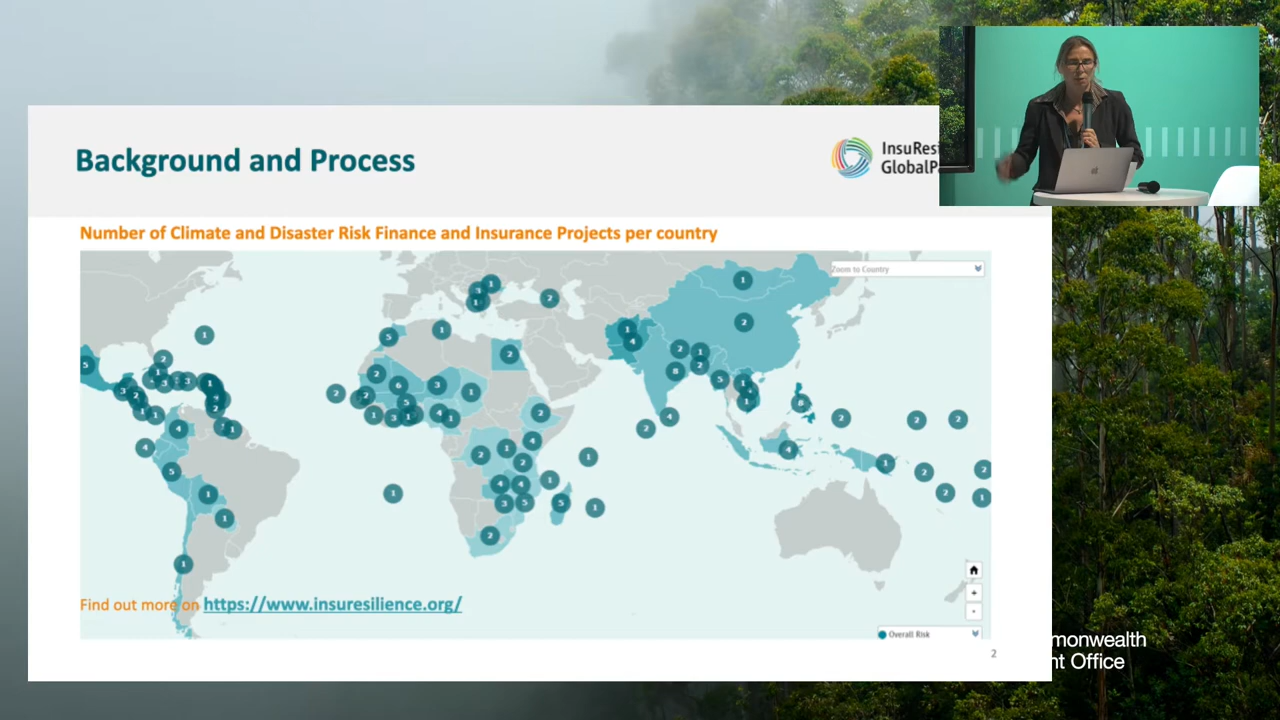 Background and Process
InsuRes
GlobalP
Number of Climate and Disaster Risk Finance and Insurance Projects per country
Zoom to Country
Find out more on https://www.insuresilience.org/
+
-
Overall Risk
2
monwealth
nt Office